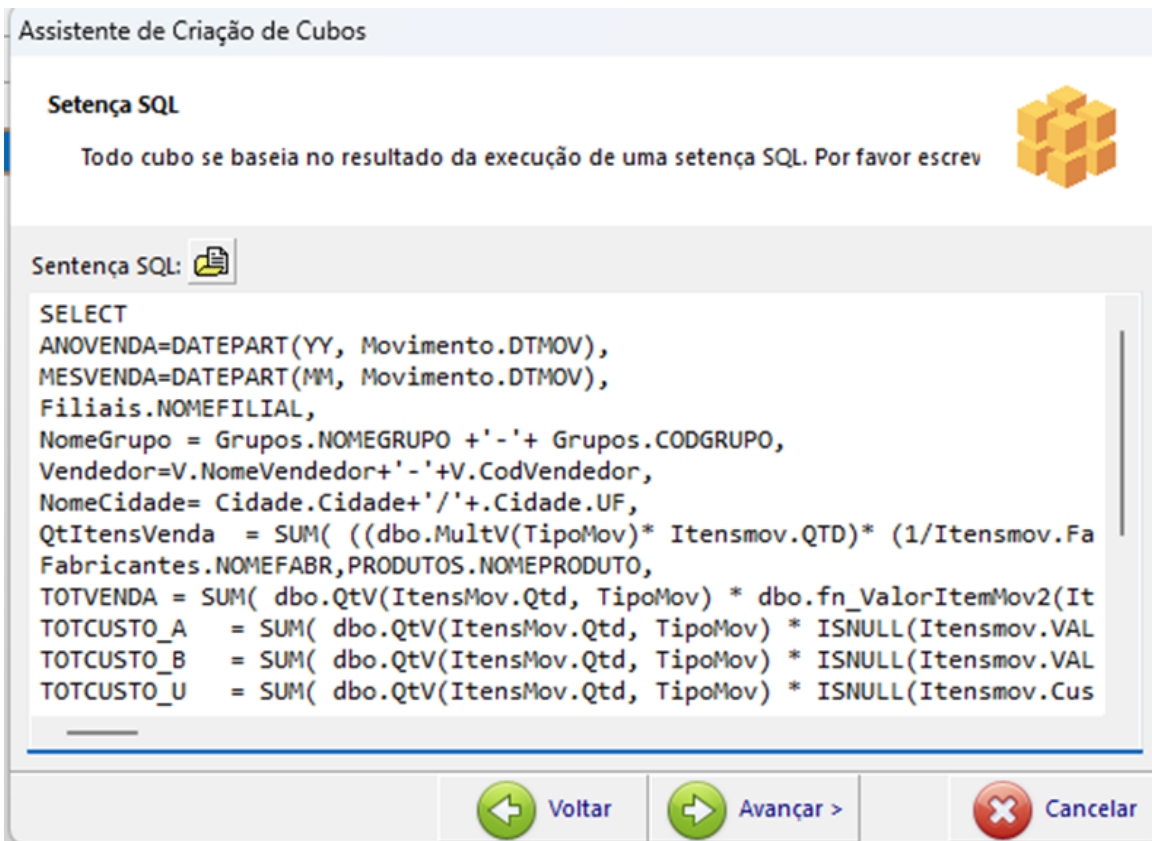 Assistente de Criação de Cubos
Setença SQL
Todo cubo se baseia no resultado da execução de uma setença SQL. Por favor escrev
Sentença SQL:
SELECT
ANOVENDA=DATEPART(YY, Movimento.DTMOV),
MESVENDA=DATEPART(MM, Movimento.DTMOV),
Filiais.NOMEFILIAL,
NomeGrupo = Grupos.NOMEGRUPO +'-'+ Grupos.CODGRUPO,
Vendedor=V.NomeVendedor+'-'+V.CodVendedor,
NomeCidade= Cidade.Cidade+'/'+.Cidade.UF,
QtItensVenda  = SUM( ((dbo.MultV(TipoMov)* Itensmov.QTD)* (1/Itensmov.Fa
Fabricantes.NOMEFABR,PRODUTOS.NOMEPRODUTO,
TOTVENDA = SUM( dbo.QtV(ItensMov.Qtd, TipoMov) * dbo.fn_ValorItemMov2(It
TOTCUSTO_A   = SUM( dbo.QtV(ItensMov.Qtd, TipoMov) * ISNULL(Itensmov.VAL
TOTCUSTO_B   = SUM( dbo.QtV(ItensMov.Qtd, TipoMov) * ISNULL(Itensmov.VAL
TOTCUSTO_U   = SUM( dbo.QtV(ItensMov.Qtd, TipoMov) * ISNULL(Itensmov.Cus
Voltar
Avançar >
Cancelar